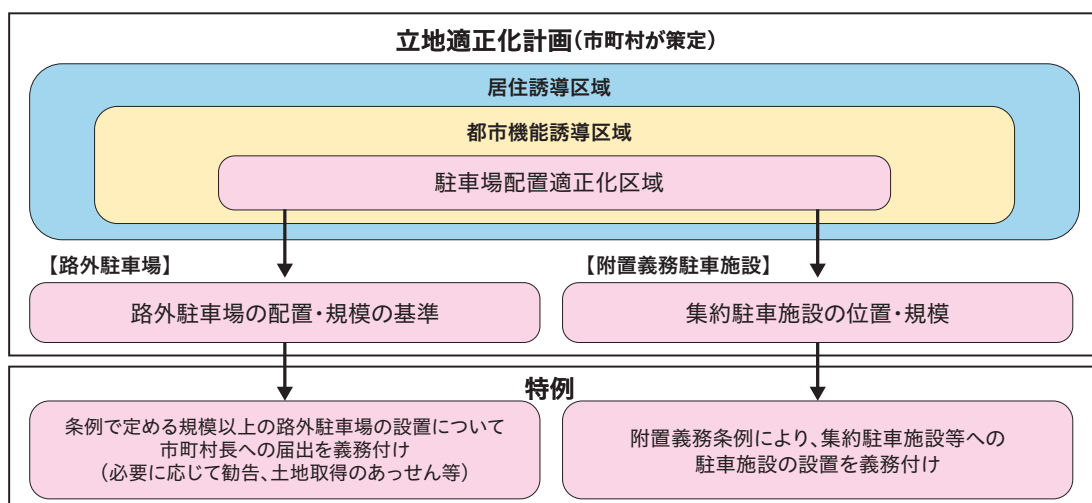 立地適正化計画(市町村が策定)
居住誘導区域
都市機能誘導区域
駐車場配置適正化区域
【路外駐車場】
【附置義務駐車施設】
路外駐車場の配置・規模の基準
集約駐車施設の位置・規模
特例
条例で定める規模以上の路外駐車場の設置について
市町村長への届出を義務付け
(必要に応じて勧告、土地取得のあっせん等)
附置義務条例により、集約駐車施設等への
駐車施設の設置を義務付け